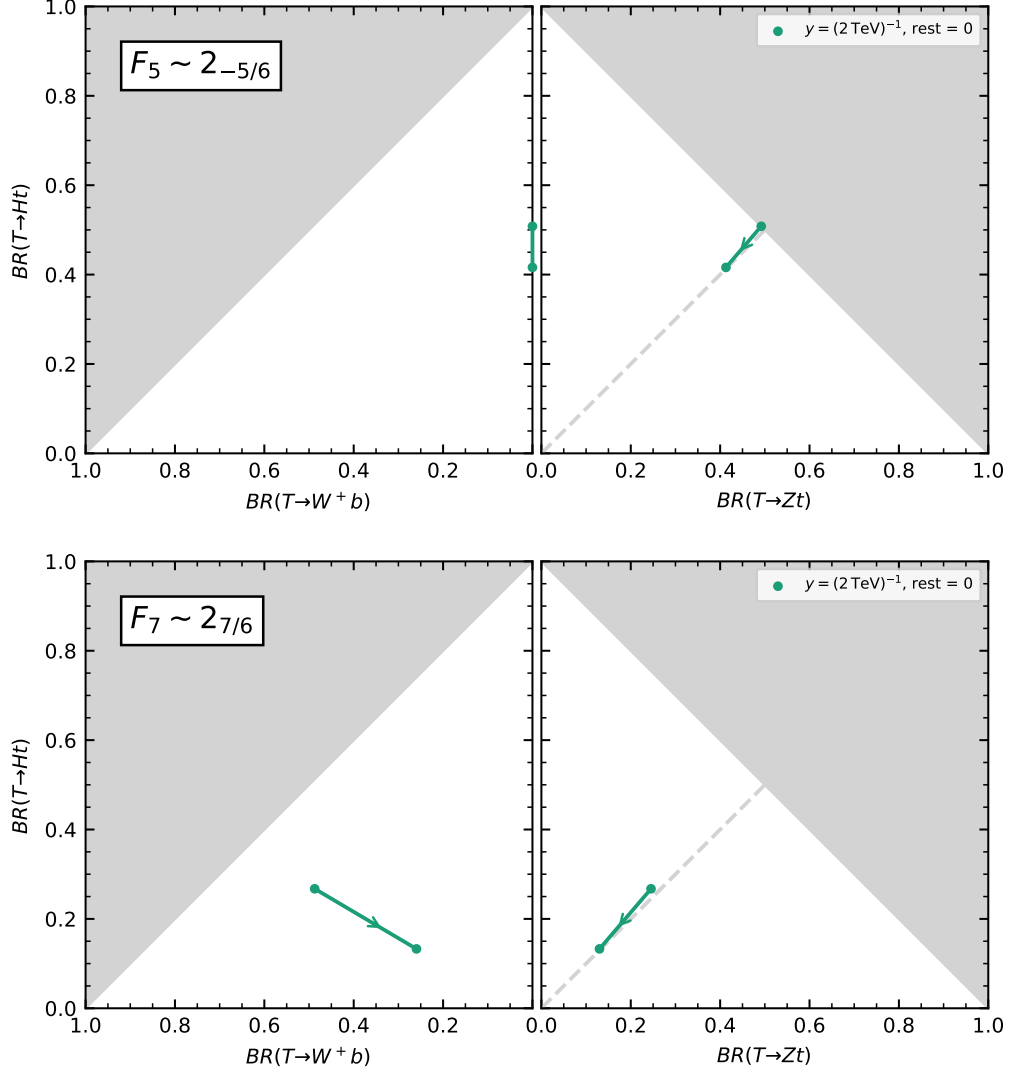 F₅ ∼ 2₋₅/₆
y = (2 TeV)⁻¹, rest = 0
BR(T→Ht)
1.0
0.8
0.6
0.4
0.2
0.0
1.0 0.8 0.6 0.4 0.2 0 0.0 0.2 0.4 0.6 0.8 1.0
BR(T→W⁺b) BR(T→Zt)
F₇ ∼ 2₇/₆
y = (2 TeV)⁻¹, rest = 0
BR(T→Ht)
1.0
0.8
0.6
0.4
0.2
0.0
1.0 0.8 0.6 0.4 0.2 0.0 0.2 0.4 0.6 0.8 1.0
BR(T→W⁺b) BR(T→Zt)